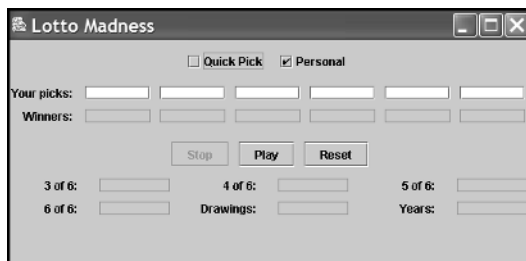 Lotto Madness
Quick Pick Personal
Your picks:
Winners:
Stop Play Reset
3 of 6: 4 of 6: 5 of 6:
6 of 6: Drawings: Years: